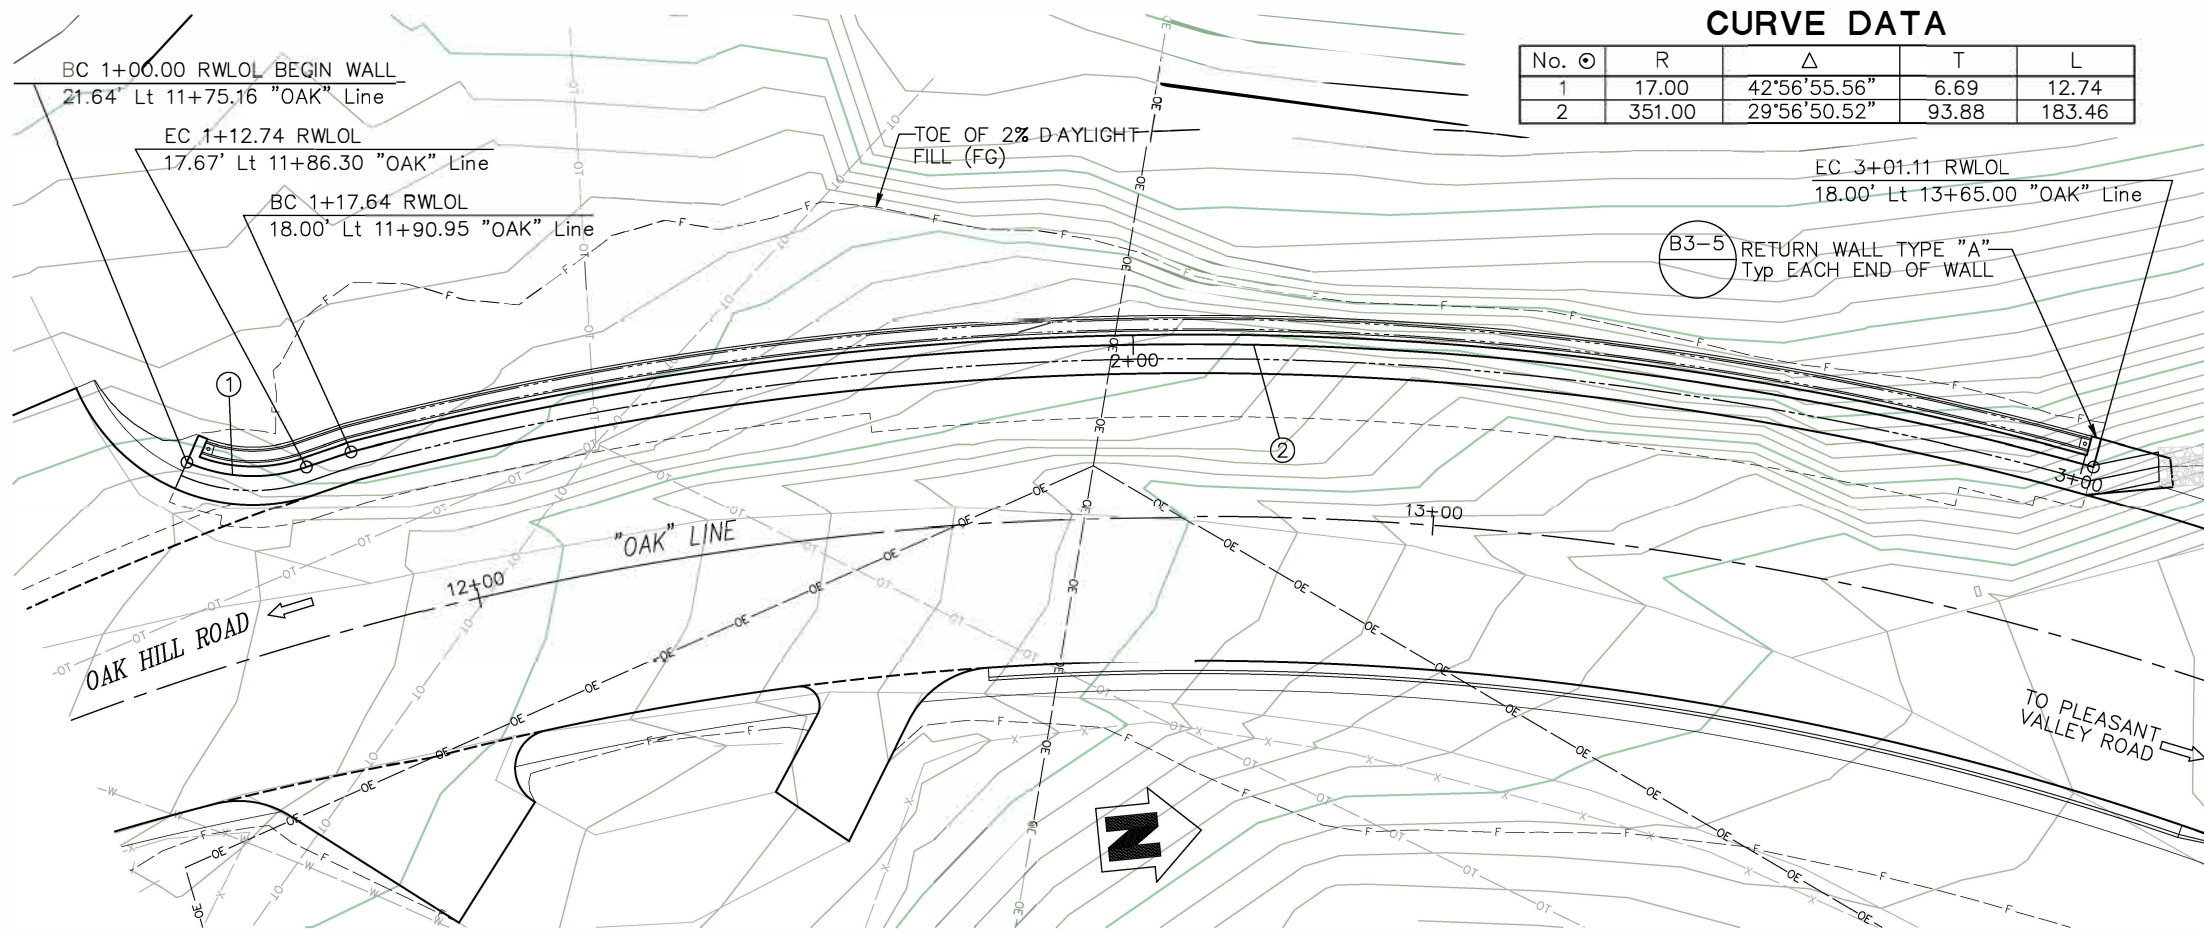 CURVE DATA
No. ⊙ R Δ T L
1 17.00 42°56'55.56" 6.69 12.74
2 351.00 29°56'50.52" 93.88 183.46
BC 1+00.00 RWLOL BEGIN WALL
21.64' Lt 11+75.16 "OAK" Line
EC 1+12.74 RWLOL
17.67' Lt 11+86.30 "OAK" Line
BC 1+17.64 RWLOL
18.00' Lt 11+90.95 "OAK" Line
TOE OF 2% DAYLIGHT
FILL (FG)
EC 3+01.11 RWLOL
18.00' Lt 13+65.00 "OAK" Line
B3-5
RETURN WALL TYPE "A"
Typ EACH END OF WALL
1
2+00
2
3+00
"OAK" LINE
12+00
13+00
OAK HILL ROAD
TO PLEASANT
VALLEY ROAD
N